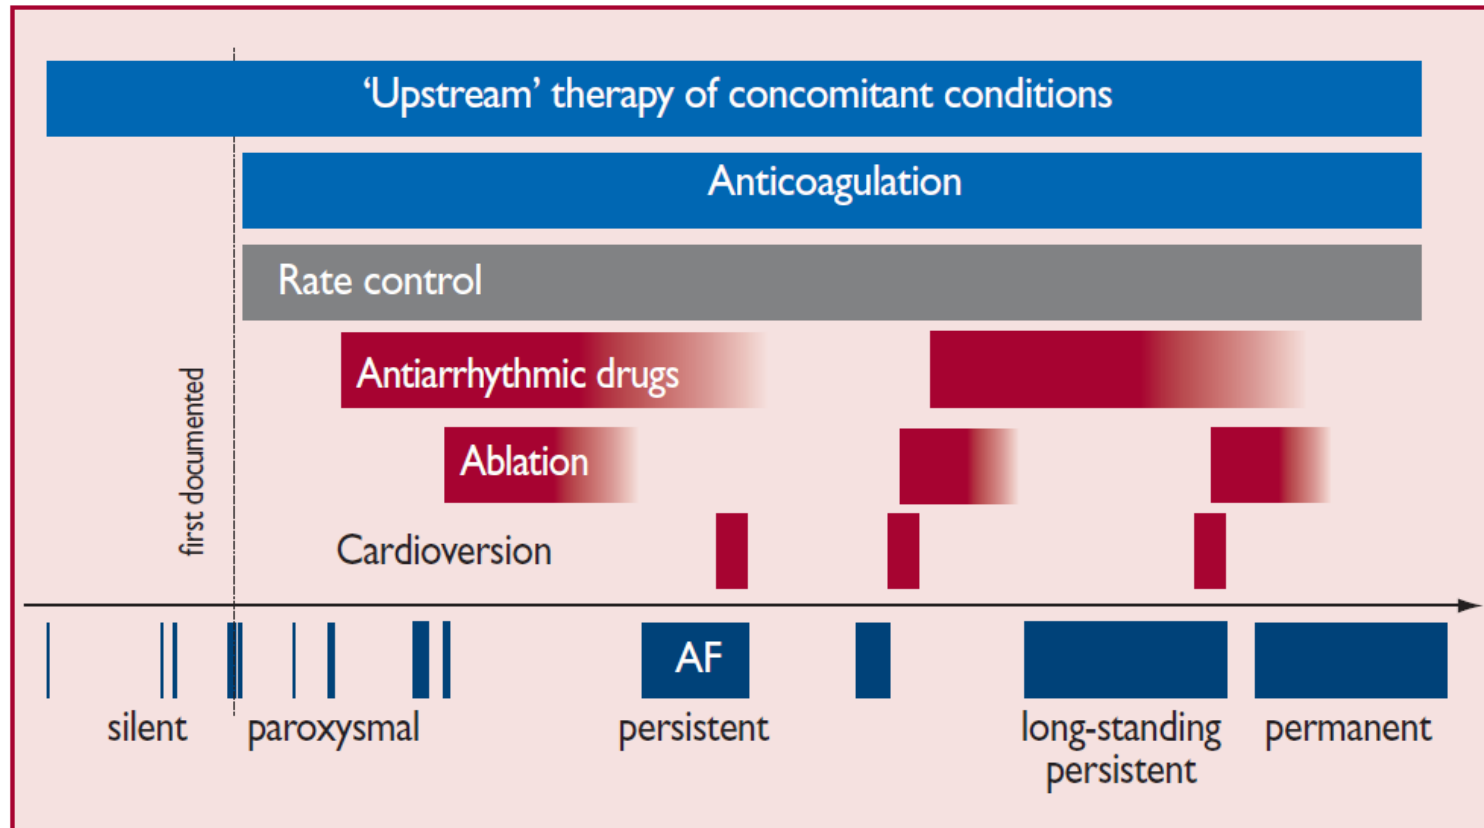 ‘Upstream’ therapy of concomitant conditions
Anticoagulation
Rate control
first documented
Antiarrhythmic drugs
Ablation
Cardioversion
AF
silent
paroxysmal
persistent
long-standing
persistent
permanent